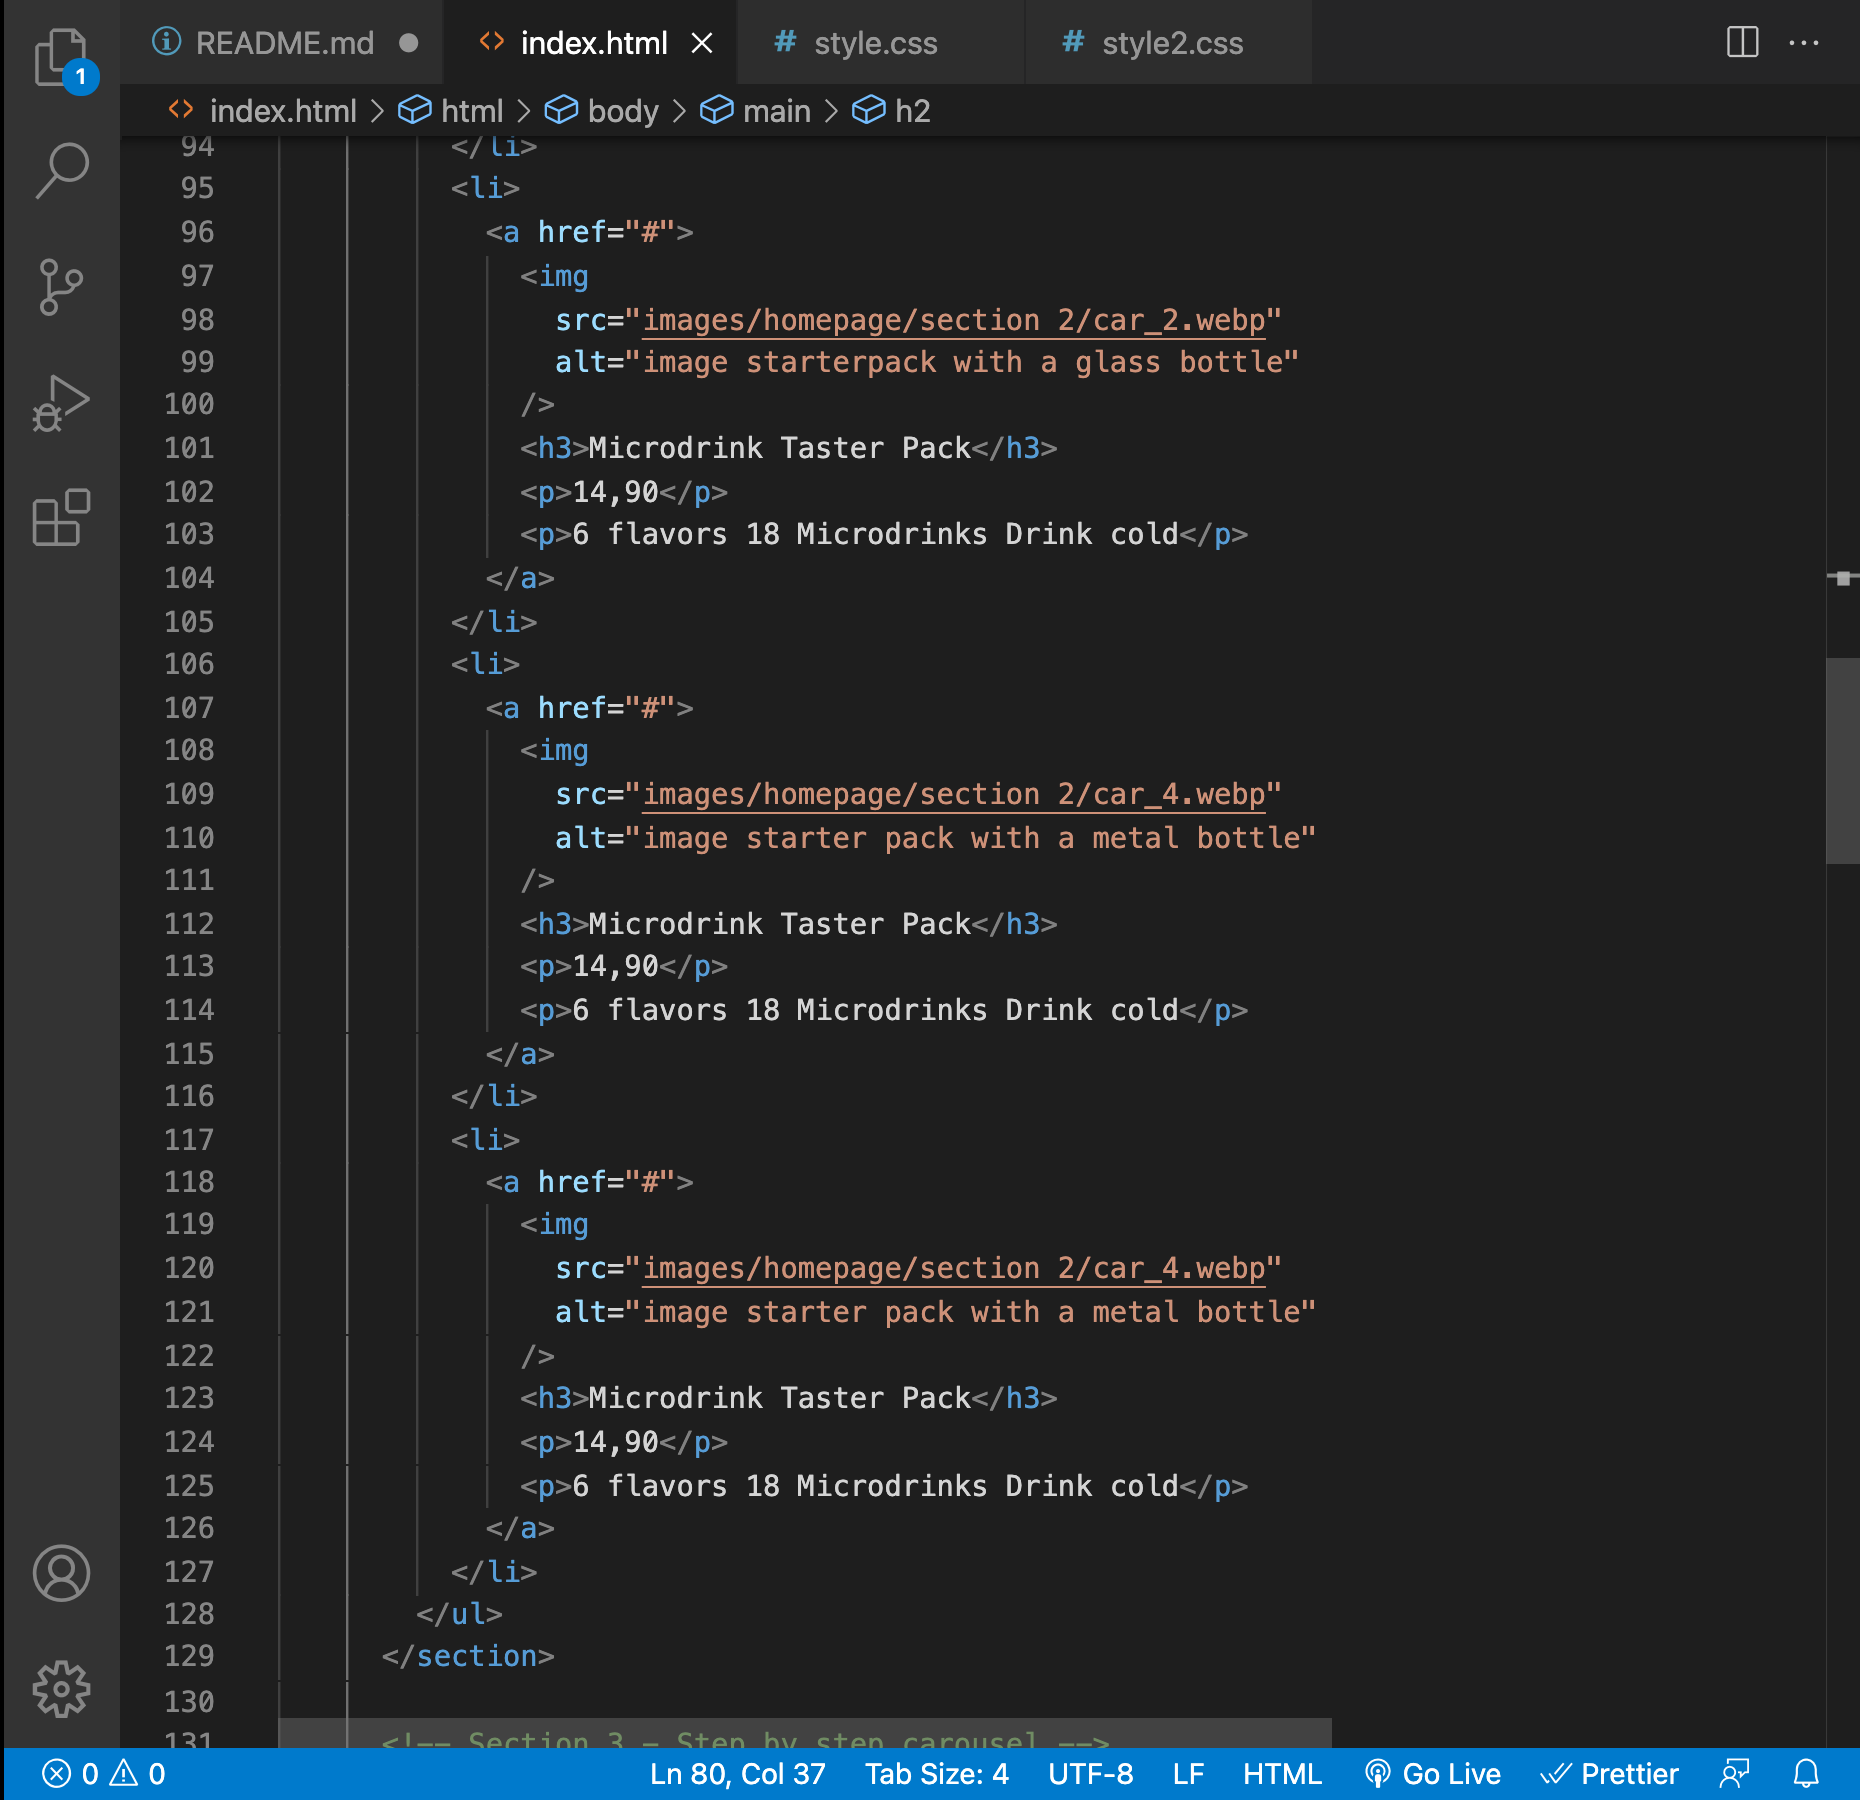 README.md index.html style.css style2.css
1
index.html > html > body > main > h2
94 </li>
95 <li>
96 <a href="#">
97 <img
98 src="images/homepage/section 2/car_2.webp"
99 alt="image starterpack with a glass bottle"
100 />
101 <h3>Microdrink Taster Pack</h3>
102 <p>14,90</p>
103 <p>6 flavors 18 Microdrinks Drink cold</p>
104 </a>
105 </li>
106 <li>
107 <a href="#">
108 <img
109 src="images/homepage/section 2/car_4.webp"
110 alt="image starter pack with a metal bottle"
111 />
112 <h3>Microdrink Taster Pack</h3>
113 <p>14,90</p>
114 <p>6 flavors 18 Microdrinks Drink cold</p>
115 </a>
116 </li>
117 <li>
118 <a href="#">
119 <img
120 src="images/homepage/section 2/car_4.webp"
121 alt="image starter pack with a metal bottle"
122 />
123 <h3>Microdrink Taster Pack</h3>
124 <p>14,90</p>
125 <p>6 flavors 18 Microdrinks Drink cold</p>
126 </a>
127 </li>
128 </ul>
129 </section>
130
131 <!-- Section 3 - Step by step carousel -->
0 0 Ln 80, Col 37 Tab Size: 4 UTF-8 LF HTML Go Live Prettier